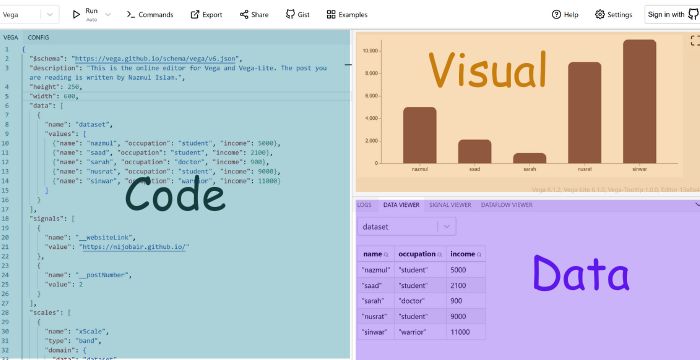 Vega
Run
Auto
Commands
Export
Share
Gist
Examples
Help
Settings
Sign in with
VEGA CONFIG
1 {
2 "$schema": "https://vega.github.io/schema/vega/v6.json",
3 "description": "This is the online editor for Vega and Vega-Lite. The post you
are reading is written by Nazmul Islam.",
4 "height": 250,
5 "width": 600,
6 "data": [
7 {
8 "name": "dataset",
9 "values": [
10 {"name": "nazmul", "occupation": "student", "income": 5000},
11 {"name": "saad", "occupation": "student", "income": 2100},
12 {"name": "sarah", "occupation": "doctor", "income": 900},
13 {"name": "nusrat", "occupation": "student", "income": 9000},
14 {"name": "sinwar", "occupation": "warrior", "income": 11000}
15 ]
16 }
17 ],
18 "signals": [
19 {
20 "name": "__websiteLink",
21 "value": "https://nijobair.github.io/"
22 },
23 {
24 "name": "__postNumber",
25 "value": 2
26 }
27 ],
28 "scales": [
29 {
30 "name": "xScale",
31 "type": "band",
32 "domain": {
33 "data": "dataset"
Code
Visual
10,000
8,000
6,000
4,000
2,000
0
nazmul saad sarah nusrat sinwar
Vega 6.1.2, Vega-Lite 6.1.0, Vega-Tooltip 1.0.0, Editor
LOGS DATA VIEWER SIGNAL VIEWER DATAFLOW VIEWER
dataset
name occupation income
"nazmul" "student" 5000
"saad" "student" 2100
"sarah" "doctor" 900
"nusrat" "student" 9000
"sinwar" "warrior" 11000
Data